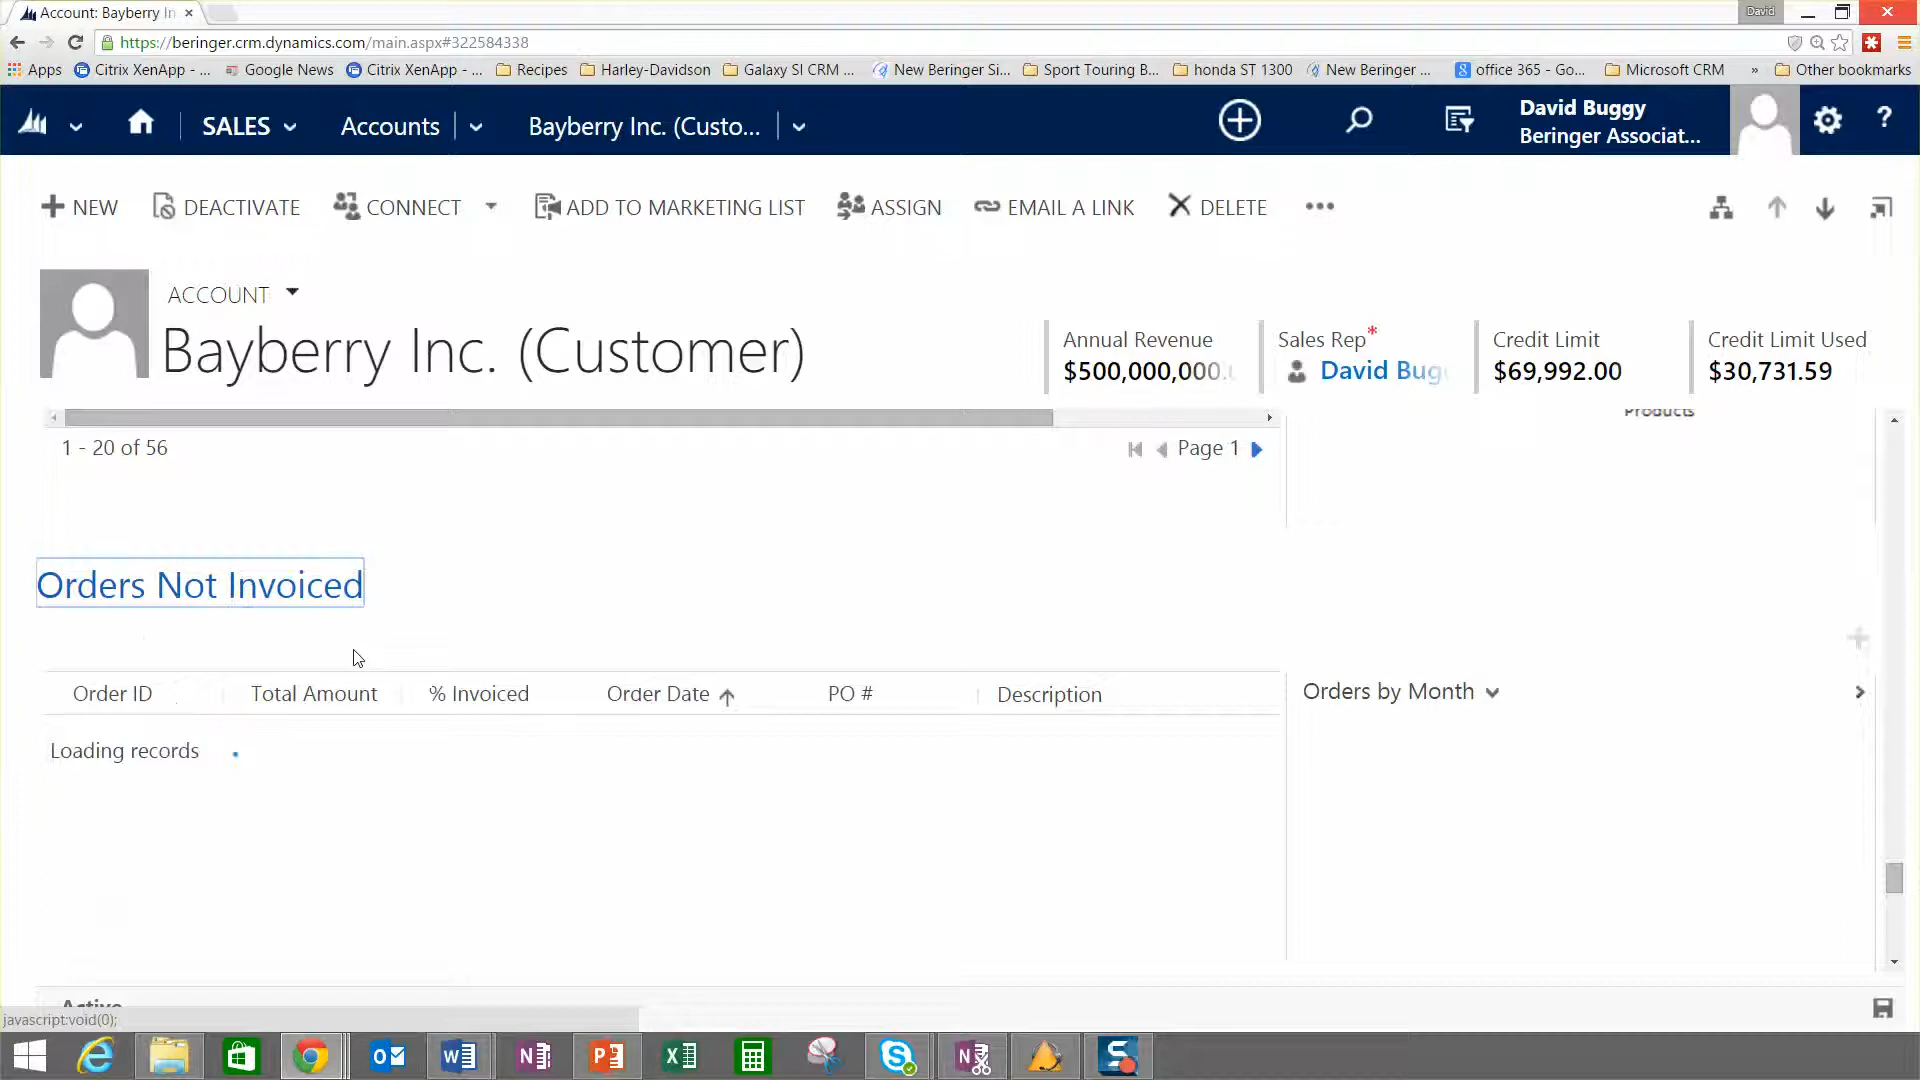 Account: Bayberry In
David
https://beringer.crm.dynamics.com/main.aspx#322584338
Apps Citrix XenApp - ... Google News Citrix XenApp - ... Recipes Harley-Davidson Galaxy SI CRM ... New Beringer Si... Sport Touring B... honda ST 1300 New Beringer ... office 365 - Go... Microsoft CRM » Other bookmarks
SALES Accounts Bayberry Inc. (Custo...
David Buggy
Beringer Associat...
?
NEW DEACTIVATE CONNECT ADD TO MARKETING LIST ASSIGN EMAIL A LINK DELETE •••
ACCOUNT
Bayberry Inc. (Customer)
Annual Revenue
$500,000,000.
Sales Rep*
David Bugg
Credit Limit
$69,992.00
Credit Limit Used
$30,731.59
Products
1 - 20 of 56
Page 1
Orders Not Invoiced
Order ID Total Amount % Invoiced Order Date PO # Description
Orders by Month
Loading records
Active
javascript:void(0);